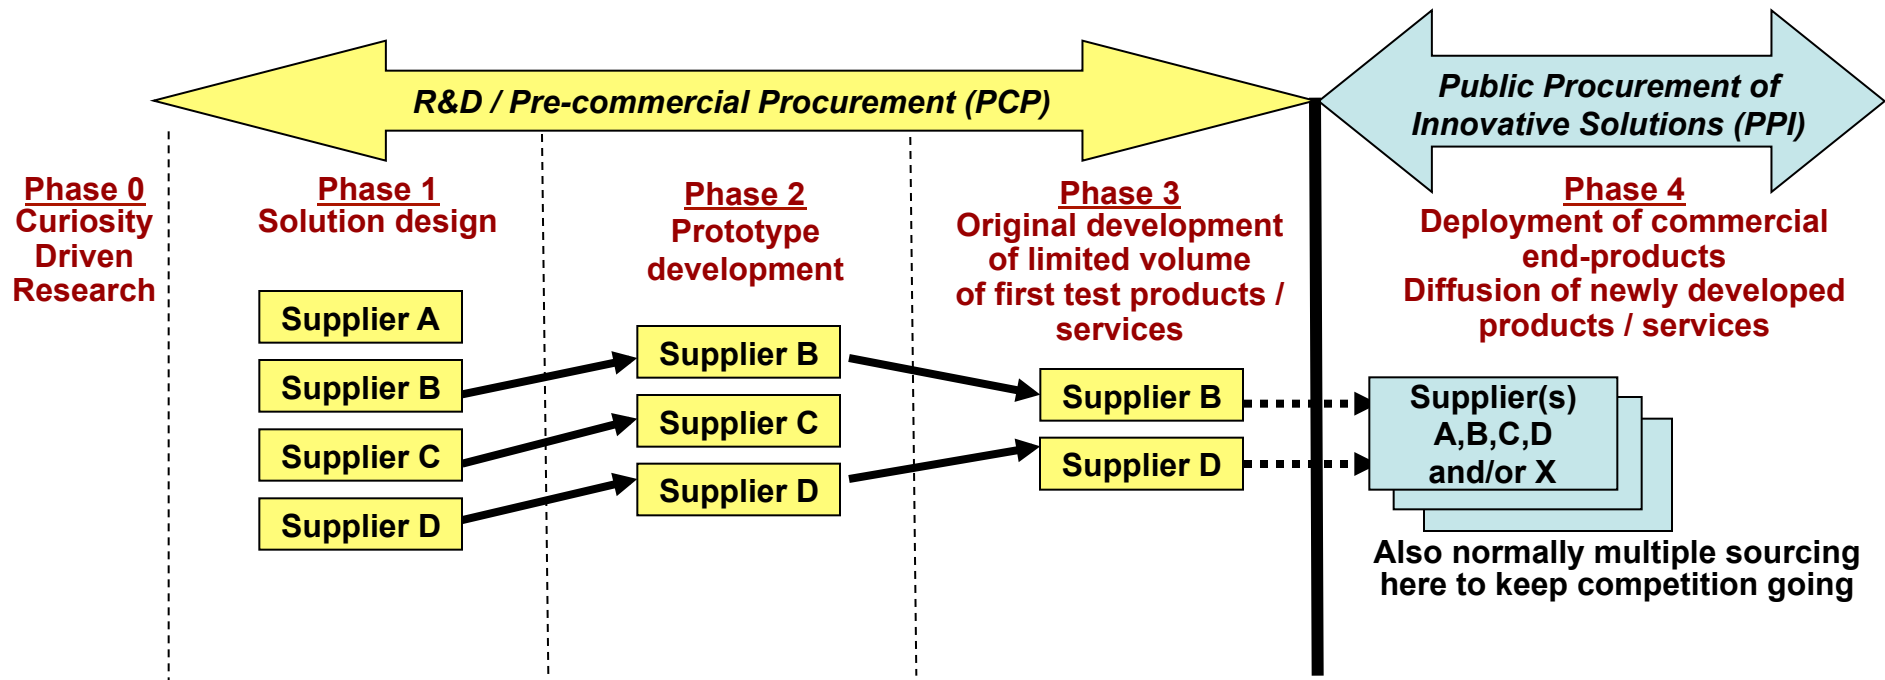 R&D / Pre-commercial Procurement (PCP)
Public Procurement of
Innovative Solutions (PPI)
Phase 0
Curiosity
Driven
Research
Phase 1
Solution design
Supplier A
Supplier B
Supplier C
Supplier D
Phase 2
Prototype
development
Supplier B
Supplier C
Supplier D
Phase 3
Original development
of limited volume
of first test products /
services
Supplier B
Supplier D
Phase 4
Deployment of commercial
end-products
Diffusion of newly developed
products / services
Supplier(s)
A,B,C,D
and/or X
Also normally multiple sourcing
here to keep competition going